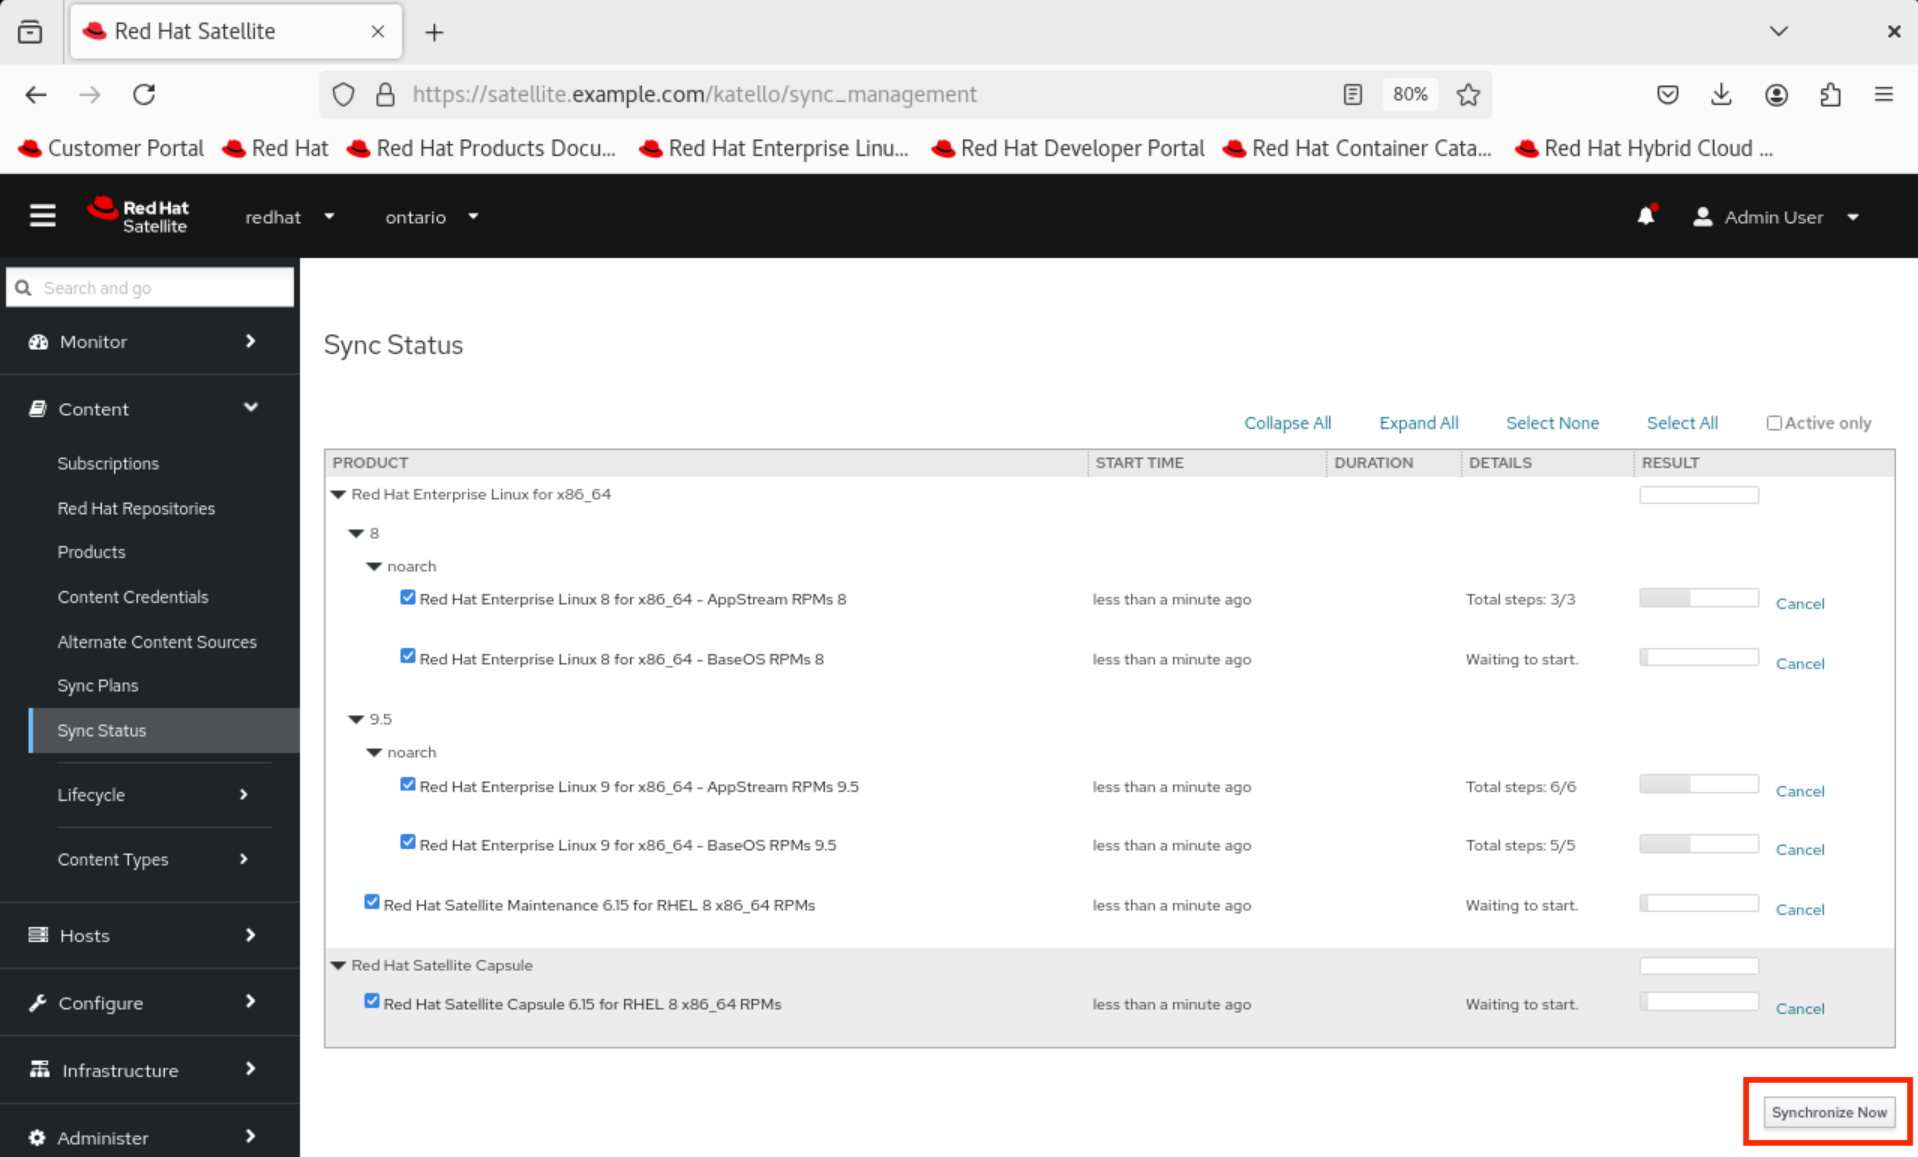 Red Hat Satellite
https://satellite.example.com/katello/sync_management
80%
Customer Portal Red Hat Red Hat Products Docu... Red Hat Enterprise Linu... Red Hat Developer Portal Red Hat Container Cata... Red Hat Hybrid Cloud ...
Red Hat
Satellite
redhat ontario Admin User
Search and go
Monitor
Content
Subscriptions
Red Hat Repositories
Products
Content Credentials
Alternate Content Sources
Sync Plans
Sync Status
Lifecycle
Content Types
Hosts
Configure
Infrastructure
Administer
Sync Status
Collapse All Expand All Select None Select All Active only
PRODUCT START TIME DURATION DETAILS RESULT
Red Hat Enterprise Linux for x86_64
8
noarch
Red Hat Enterprise Linux 8 for x86_64 - AppStream RPMs 8 less than a minute ago Total steps: 3/3 Cancel
Red Hat Enterprise Linux 8 for x86_64 - BaseOS RPMs 8 less than a minute ago Waiting to start. Cancel
9.5
noarch
Red Hat Enterprise Linux 9 for x86_64 - AppStream RPMs 9.5 less than a minute ago Total steps: 6/6 Cancel
Red Hat Enterprise Linux 9 for x86_64 - BaseOS RPMs 9.5 less than a minute ago Total steps: 5/5 Cancel
Red Hat Satellite Maintenance 6.15 for RHEL 8 x86_64 RPMs less than a minute ago Waiting to start. Cancel
Red Hat Satellite Capsule
Red Hat Satellite Capsule 6.15 for RHEL 8 x86_64 RPMs less than a minute ago Waiting to start. Cancel
Synchronize Now